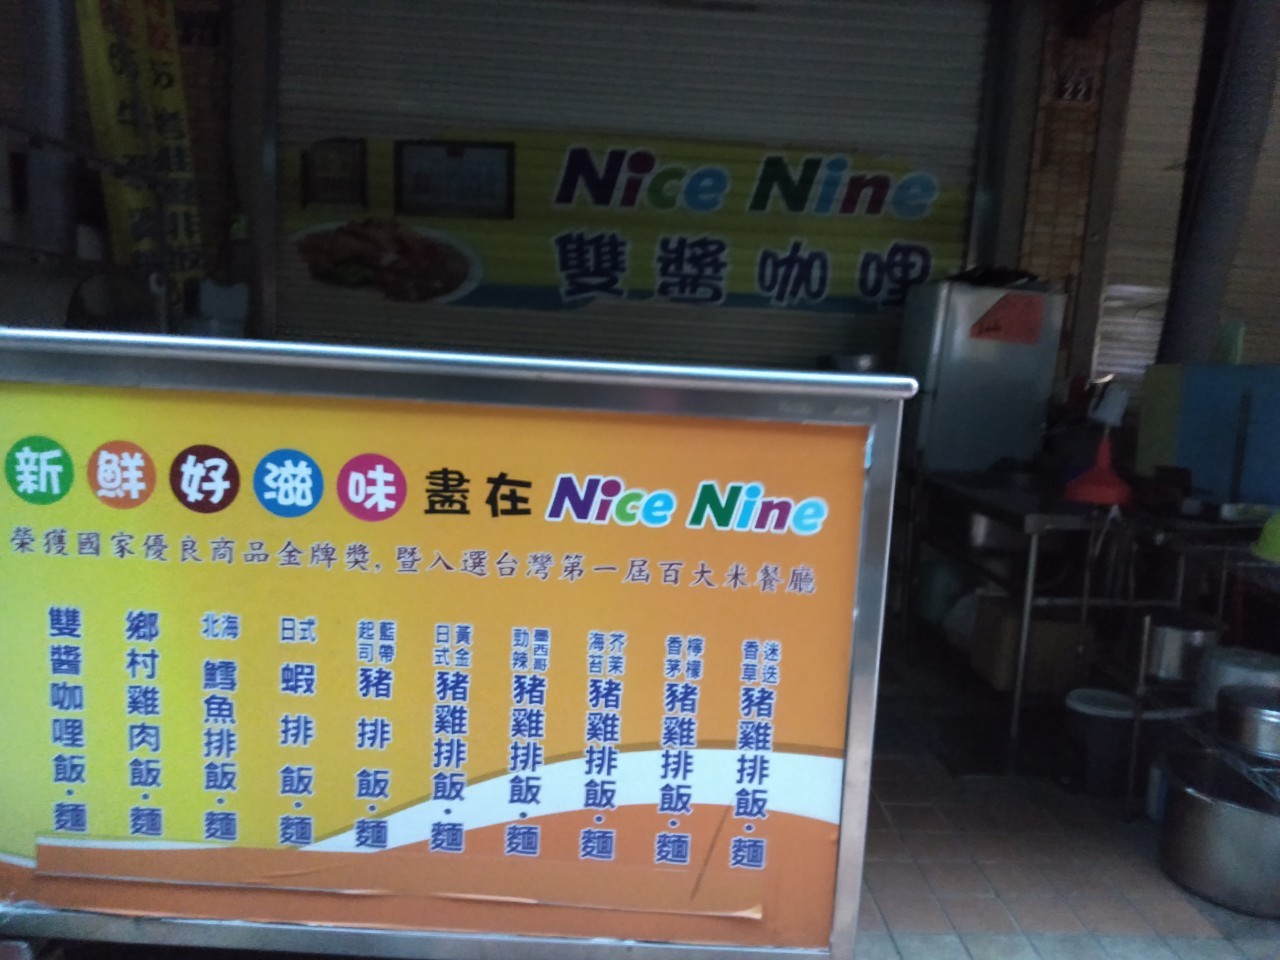 22
Nice Nine
雙醬咖哩
新鮮好滋味盡在 Nice Nine
榮獲國家優良商品金牌獎,暨入選台灣第一屆百大米餐廳
雙醬咖哩飯·麵
鄉村雞肉飯·麵
北海鱈魚排飯·麵
日式蝦排飯·麵
藍帶起司豬排飯·麵
黃金日式豬雞排飯·麵
墨西哥勁辣豬雞排飯·麵
芥茉海苔豬雞排飯·麵
檸檬香茅豬雞排飯·麵
迷迭香草豬雞排飯·麵